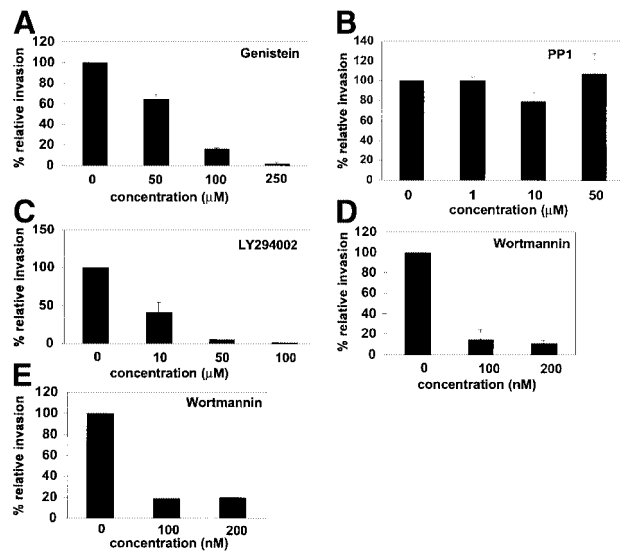 A
Genistein
% relative invasion
120
100
80
60
40
20
0
0 50 100 250
concentration (μM)
B
PP1
% relative invasion
140
120
100
80
60
40
20
0
0 1 10 50
concentration (μM)
C
LY294002
% relative invasion
150
100
50
0
0 10 50 100
concentration (μM)
D
Wortmannin
% relative invasion
120
100
80
60
40
20
0
0 100 200
concentration (nM)
E
Wortmannin
% relative invasion
120
100
80
60
40
20
0
0 100 200
concentration (nM)